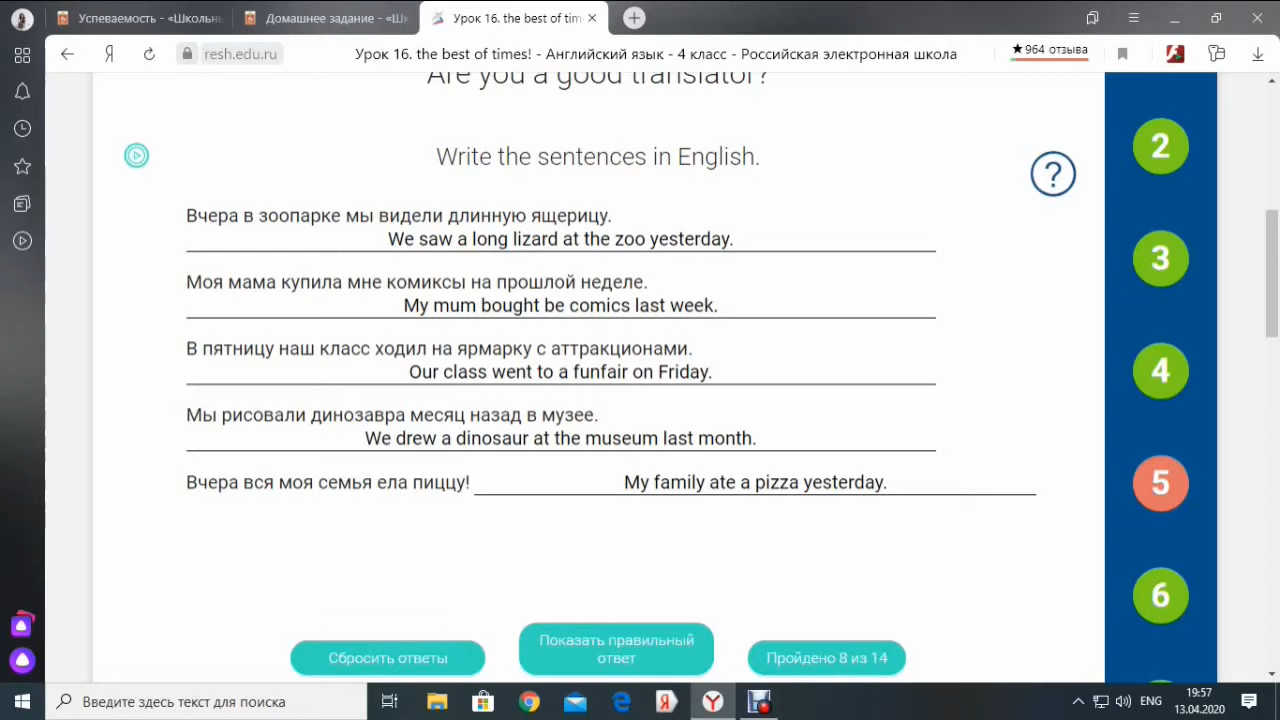 Успеваемость - «Школьны
Домашнее задание - «Шк
Урок 16. the best of tim
resh.edu.ru
Урок 16. the best of times! - Английский язык - 4 класс - Российская электронная школа
★964 отзыва
Are you a good translator?
Write the sentences in English.
?
Вчера в зоопарке мы видели длинную ящерицу.
We saw a long lizard at the zoo yesterday.
Моя мама купила мне комиксы на прошлой неделе.
My mum bought be comics last week.
В пятницу наш класс ходил на ярмарку с аттракционами.
Our class went to a funfair on Friday.
Мы рисовали динозавра месяц назад в музее.
We drew a dinosaur at the museum last month.
Вчера вся моя семья ела пиццу! My family ate a pizza yesterday.
2
3
4
5
6
Сбросить ответы
Показать правильный
ответ
Пройдено 8 из 14
Введите здесь текст для поиска
ENG
19:57
13.04.2020